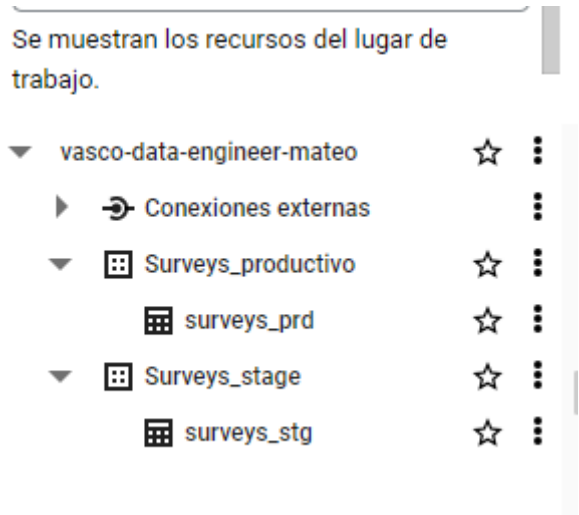 Se muestran los recursos del lugar de
trabajo.
vasco-data-engineer-mateo
Conexiones externas
Surveys_productivo
surveys_prd
Surveys_stage
surveys_stg